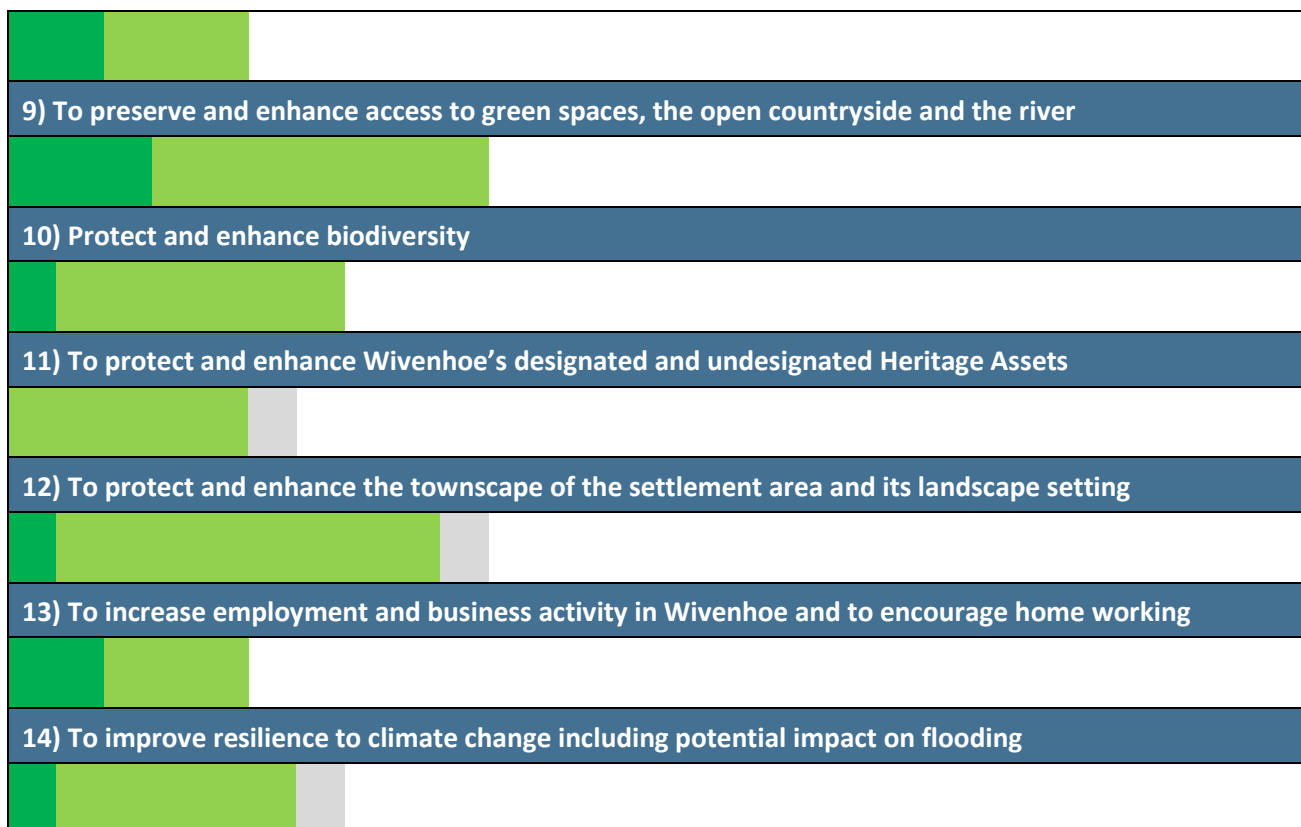 9) To preserve and enhance access to green spaces, the open countryside and the river
10) Protect and enhance biodiversity
11) To protect and enhance Wivenhoe’s designated and undesignated Heritage Assets
12) To protect and enhance the townscape of the settlement area and its landscape setting
13) To increase employment and business activity in Wivenhoe and to encourage home working
14) To improve resilience to climate change including potential impact on flooding